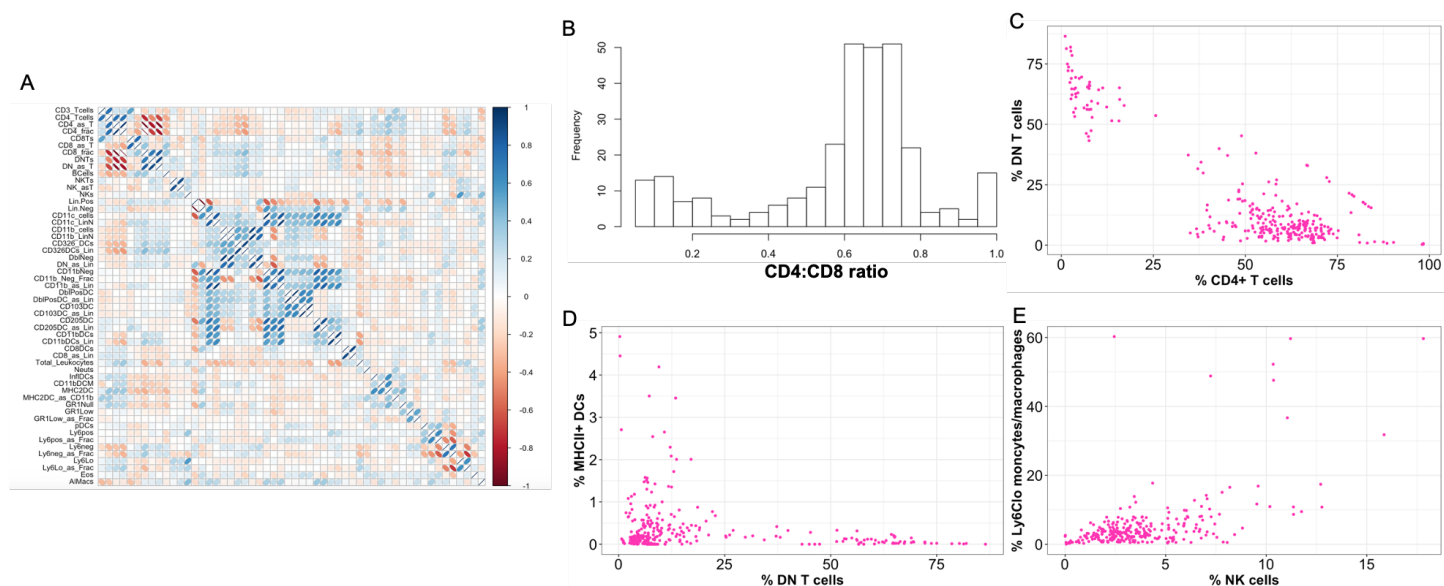 A
CD3_Tcells
CD4_Tcells
CD4_as_T
CD4_frac
CD8Ts
CD8_as_T
CD8_frac
DNTs
DN_as_T
BCells
NKTs
NK_asT
NKs
Lin.Pos
Lin.Neg
CD11c_cells
CD11c_LinN
CD11b_cells
CD11b_LinN
CD326_DCs
CD326DCs_Lin
DblNeg
DN_as_Lin
CD11bNeg
CD11b_Neg_Frac
CD11b_as_Lin
DblPosDC
DblPosDC_as_Lin
CD103DC
CD103DC_as_Lin
CD205DC
CD205DC_as_Lin
CD11bDCs
CD11bDCs_Lin
CD8DCs
CD8_as_Lin
Total_Leukocytes
Neuts
InflDCs
CD11bDCM
MHC2DC
MHC2DC_as_CD11b
GR1Null
GR1Low
GR1Low_as_Frac
pDCs
Ly6pos
Ly6pos_as_Frac
Ly6neg
Ly6neg_as_Frac
Ly6Lo
Ly6Lo_as_Frac
Eos
AlMacs
1
0.8
0.6
0.4
0.2
0
-0.2
-0.4
-0.6
-0.8
-1
B
Frequency
50
40
30
20
10
0
0.2 0.4 0.6 0.8 1.0
CD4:CD8 ratio
C
% DN T cells
75
50
25
0
0 25 50 75 100
% CD4+ T cells
D
% MHCII+ DCs
5
4
3
2
1
0
0 25 50 75
% DN T cells
E
% Ly6Clo moncytes/macrophages
60
40
20
0
0 5 10 15
% NK cells